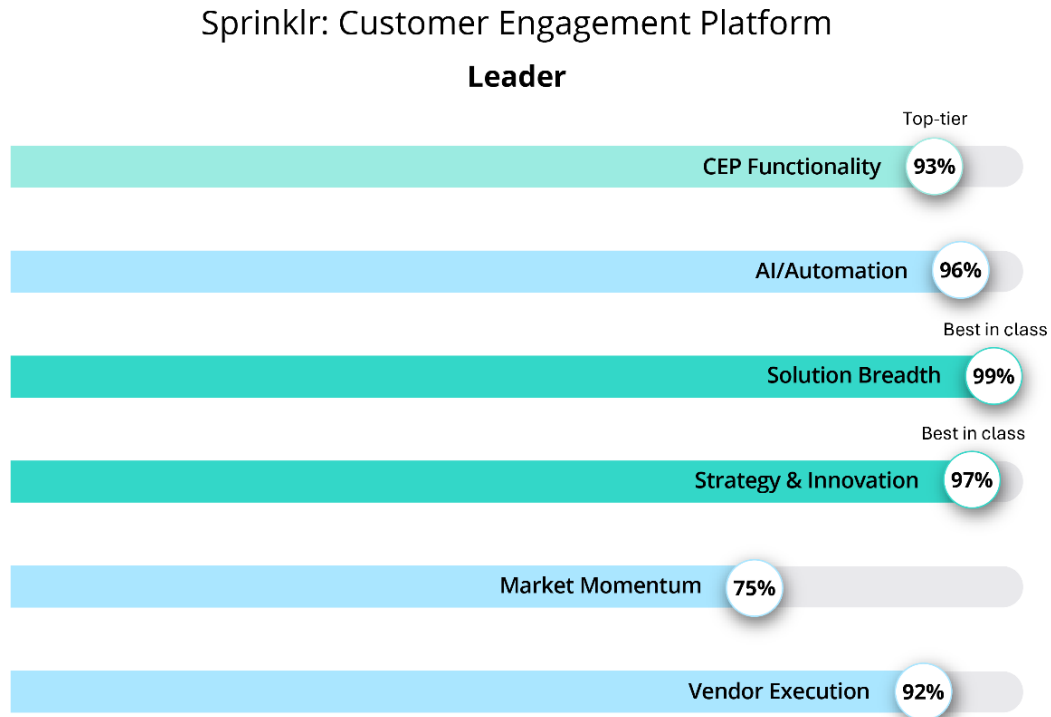 Sprinklr: Customer Engagement Platform
Leader
Top-tier
CEP Functionality 93%
AI/Automation 96%
Best in class
Solution Breadth 99%
Best in class
Strategy & Innovation 97%
Market Momentum 75%
Vendor Execution 92%